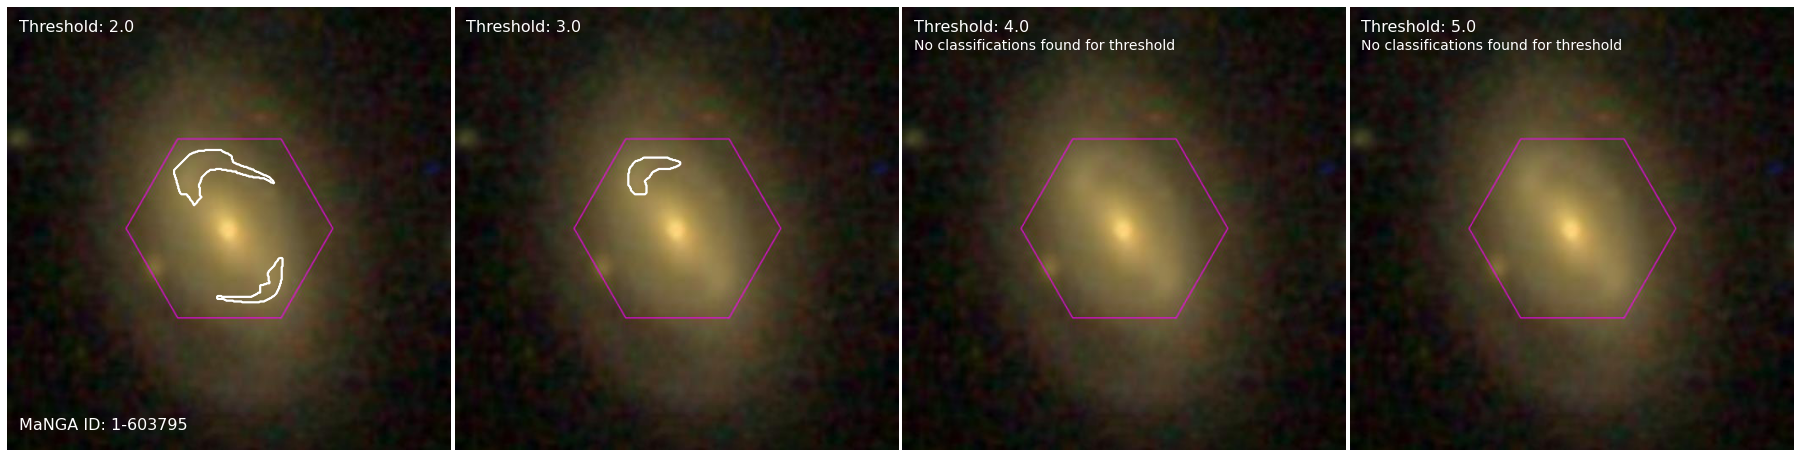 Threshold: 2.0
MaNGA ID: 1-603795
Threshold: 3.0
Threshold: 4.0
No classifications found for threshold
Threshold: 5.0
No classifications found for threshold